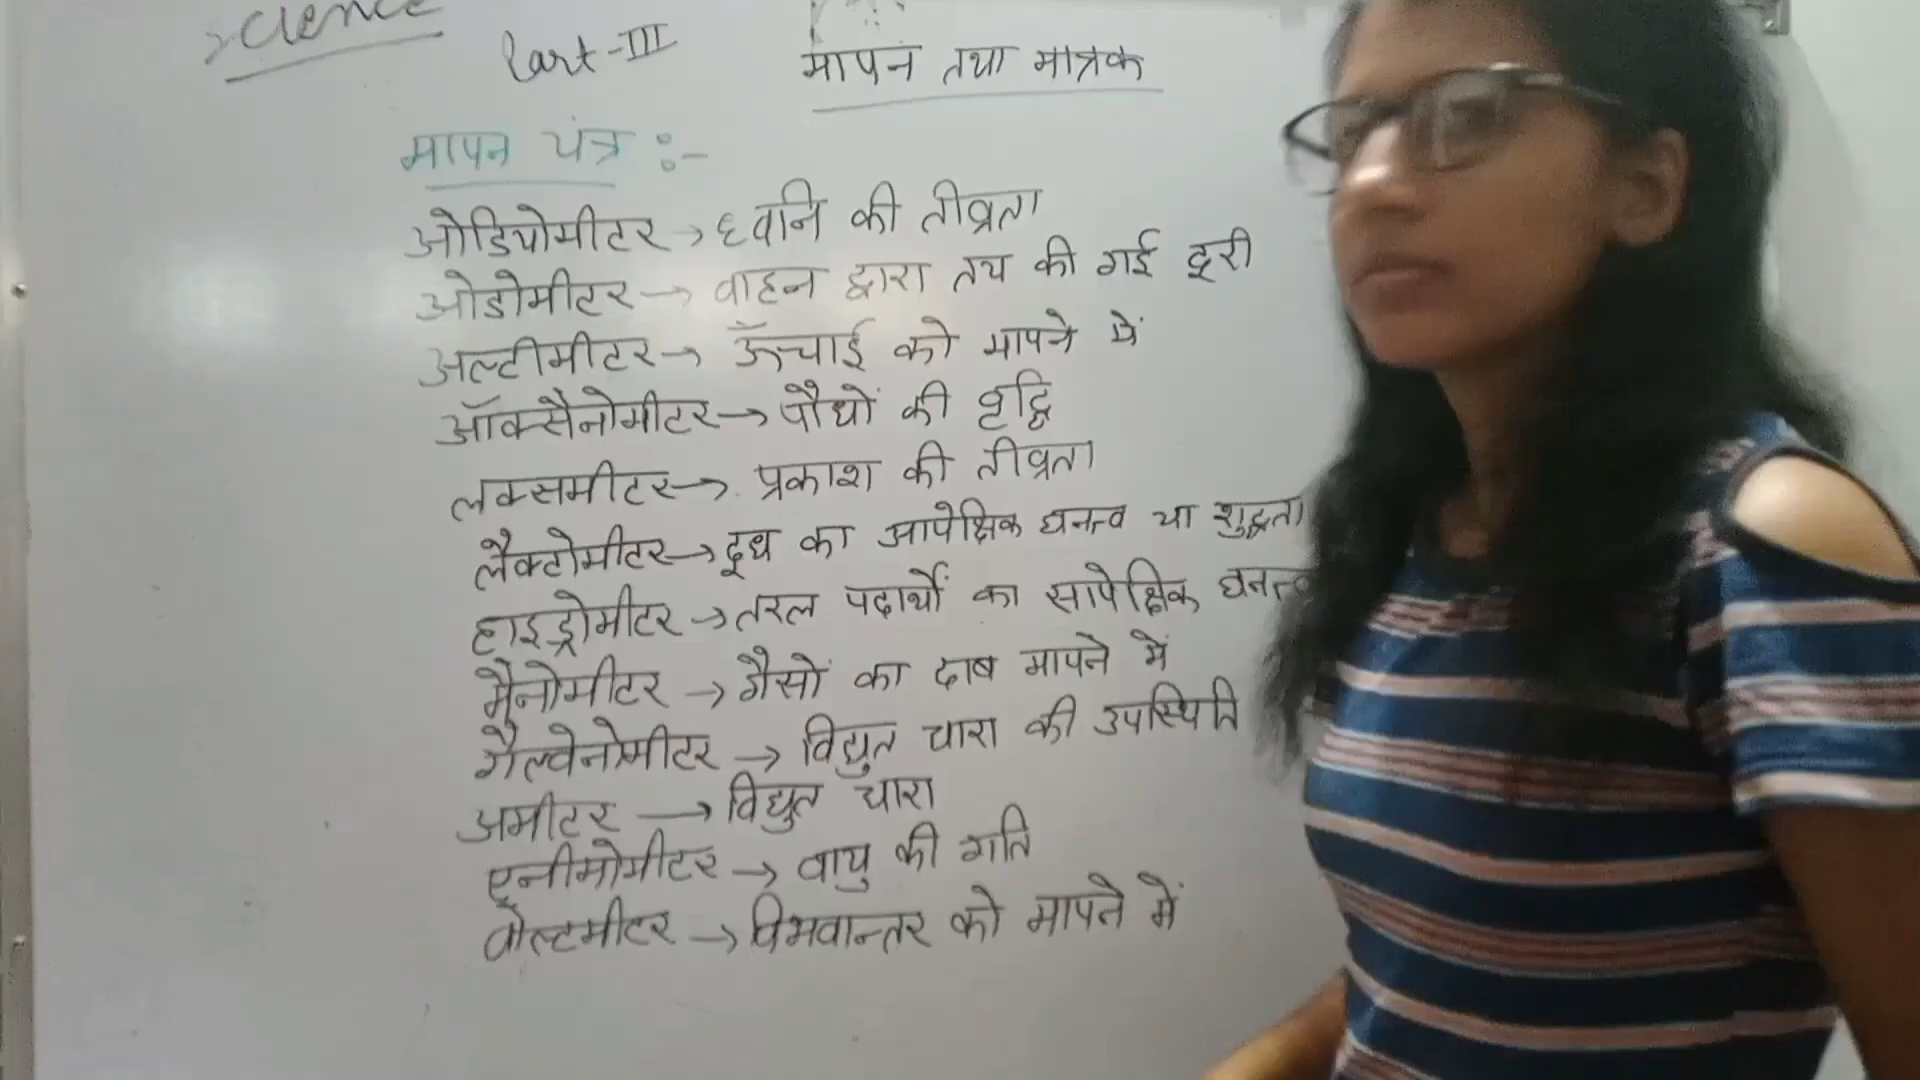 Science
Part-III
मापन तथा मात्रक
मापन यंत्र :-
ओडियोमीटर → ध्वनि की तीव्रता
ओडोमीटर → वाहन द्वारा तय की गई दूरी
अल्टीमीटर → ऊँचाई को मापने में
ऑक्सैनोमीटर → पौधों की वृद्धि
लक्समीटर → प्रकाश की तीव्रता
लैक्टोमीटर → दूध का आपेक्षिक घनत्व या शुद्धता
हाइड्रोमीटर → तरल पदार्थों का सापेक्षिक घनत्व
मैनोमीटर → गैसों का दाब मापने में
गैल्वेनोमीटर → विद्युत धारा की उपस्थिति
अमीटर → विद्युत धारा
एनीमोमीटर → वायु की गति
वोल्टमीटर → विभवान्तर को मापने में